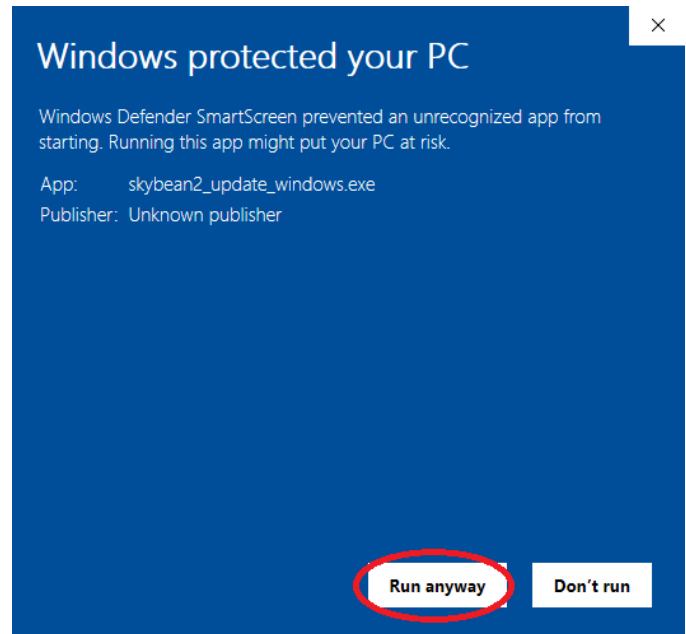 Windows protected your PC
Windows Defender SmartScreen prevented an unrecognized app from
starting. Running this app might put your PC at risk.
App: skybean2_update_windows.exe
Publisher: Unknown publisher
Run anyway Don't run